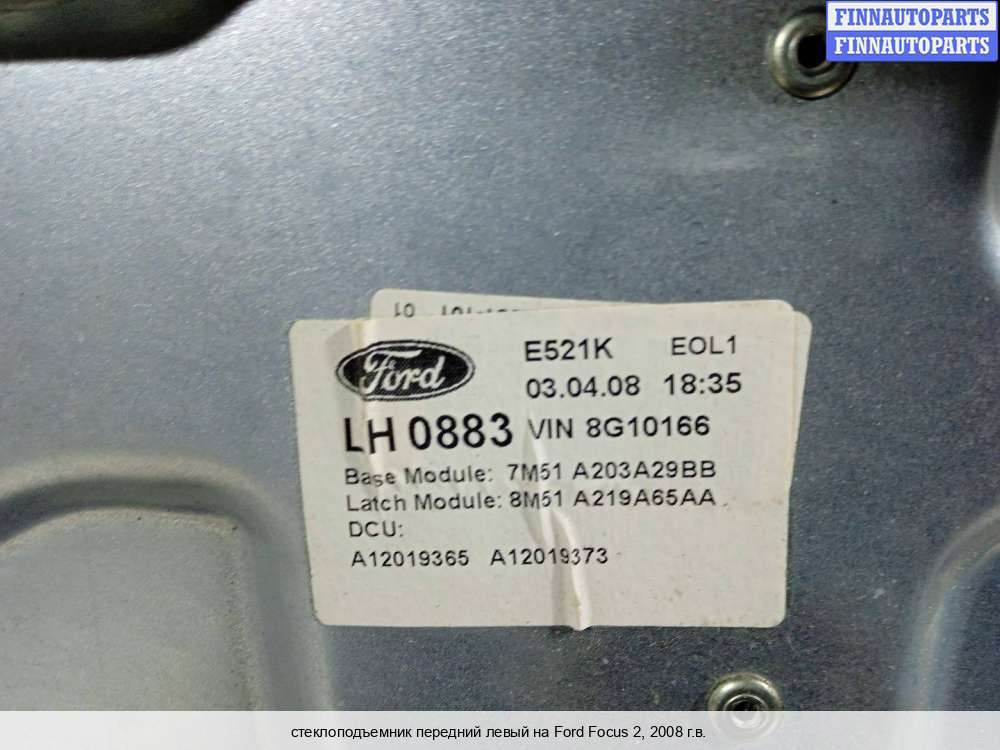 FINNAUTOPARTS
FINNAUTOPARTS
Ford
E521K EOL1
03.04.08 18:35
LH 0883 VIN 8G10166
Base Module: 7M51 A203A29BB
Latch Module: 8M51 A219A65AA
DCU:
A12019365 A12019373
стеклоподъемник передний левый на Ford Focus 2, 2008 г.в.